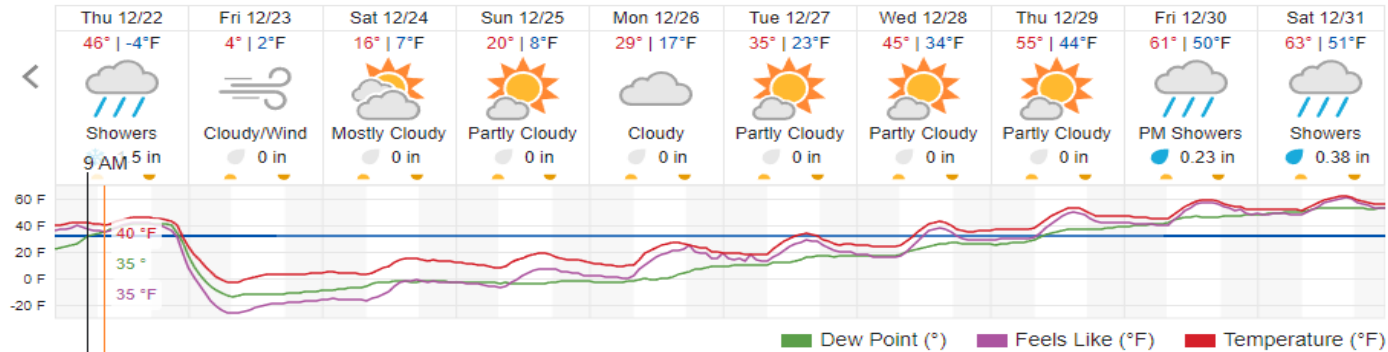 Thu 12/22 Fri 12/23 Sat 12/24 Sun 12/25 Mon 12/26 Tue 12/27 Wed 12/28 Thu 12/29 Fri 12/30 Sat 12/31
46° | -4°F 4° | 2°F 16° | 7°F 20° | 8°F 29° | 17°F 35° | 23°F 45° | 34°F 55° | 44°F 61° | 50°F 63° | 51°F
Showers Cloudy/Wind Mostly Cloudy Partly Cloudy Cloudy Partly Cloudy Partly Cloudy Partly Cloudy PM Showers Showers
5 in 0 in 0 in 0 in 0 in 0 in 0 in 0 in 0.23 in 0.38 in
9 AM
60 F
40 F
40 °F
20 F
35 °
0 F
35 °F
-20 F
Dew Point (°) Feels Like (°F) Temperature (°F)